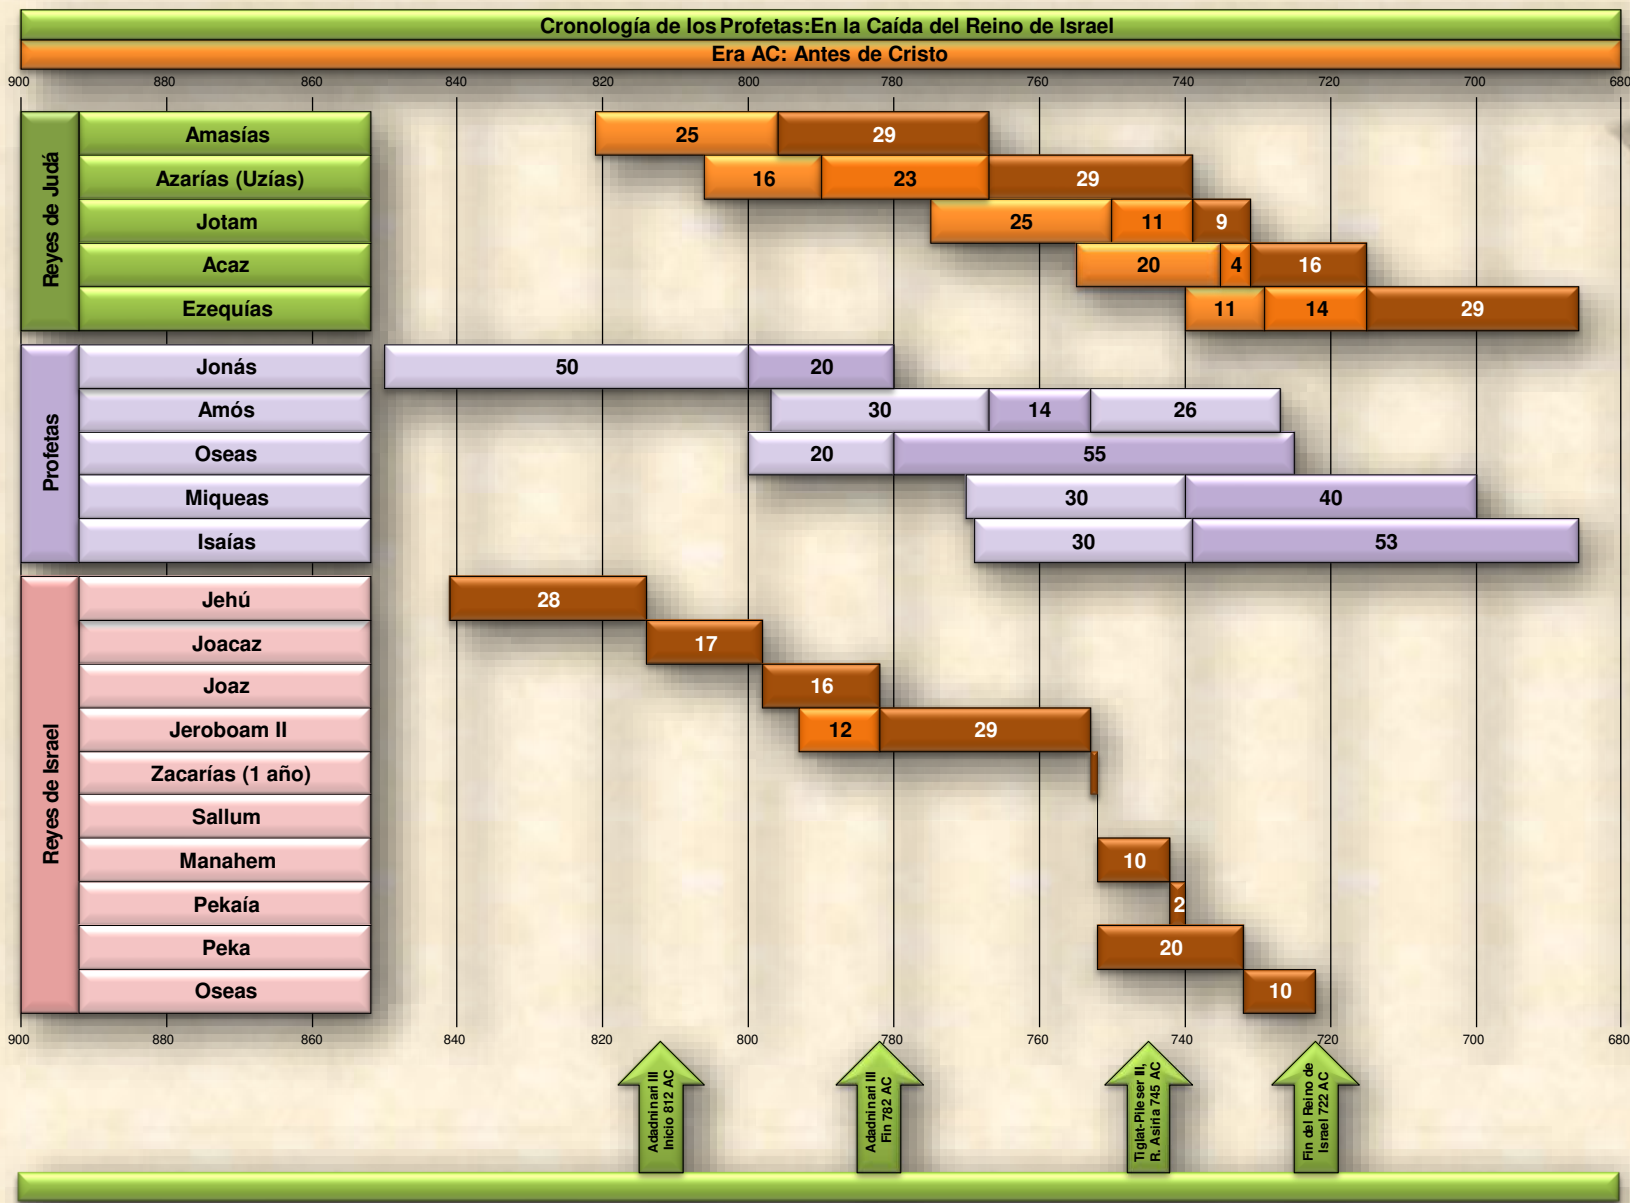 Cronología de los Profetas:En la Caída del Reino de Israel
Era AC: Antes de Cristo
900 880 860 840 820 800 780 760 740 720 700 680
Reyes de Judá
Amasías 25 29
Azarías (Uzías) 16 23 29
Jotam 25 11 9
Acaz 20 4 16
Ezequías 11 14 29
Profetas
Jonás 50 20
Amós 30 14 26
Oseas 20 55
Miqueas 30 40
Isaías 30 53
Reyes de Israel
Jehú 28
Joacaz 17
Joaz 16
Jeroboam II 12 29
Zacarías (1 año)
Sallum
Manahem 10
Pekaía 2
Peka 20
Oseas 10
900 880 860 840 820 800 780 760 740 720 700 680
Adadninari III
Inicio 812 AC
Adadninari III
Fin 782 AC
Tiglat-Pileser III,
R. Asiria 745 AC
Fin del Reino de
Israel 722 AC